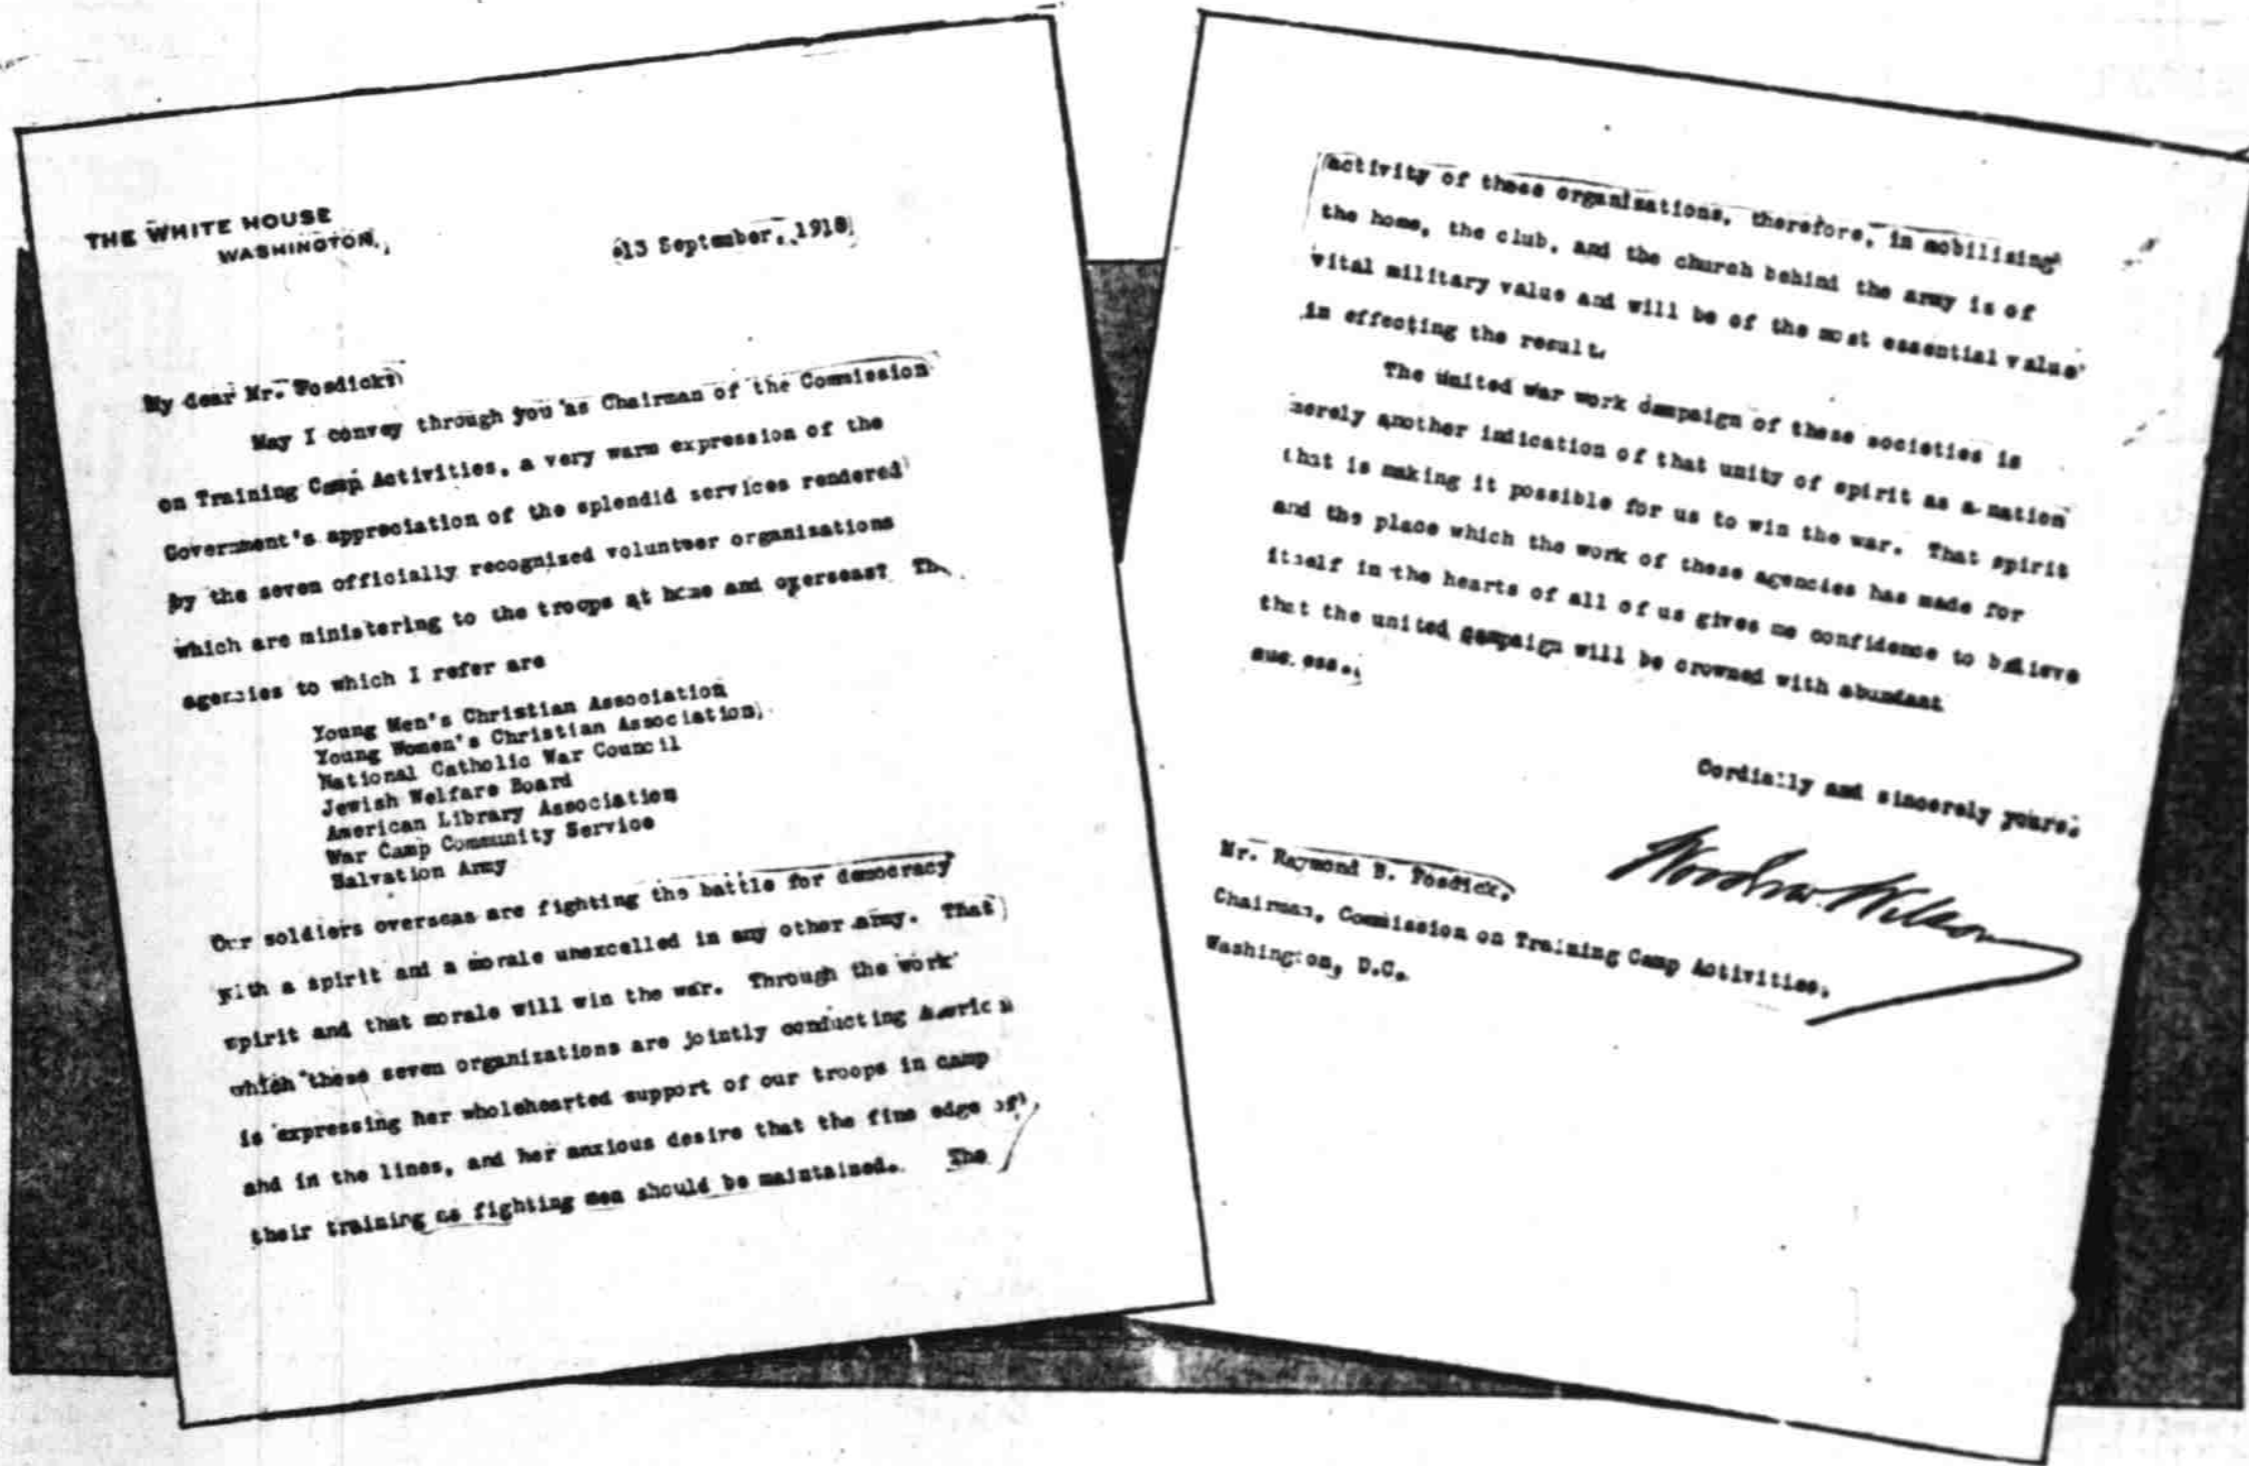 THE WHITE HOUSE
WASHINGTON
13 September, 1918
My dear Mr. Fosdick:
May I convey through you as Chairman of the Commission
on Training Camp Activities, a very warm expression of the
Government's appreciation of the splendid services rendered
by the seven officially recognized volunteer organizations
which are ministering to the troops at home and overseas? The
agencies to which I refer are
Young Men's Christian Association
Young Women's Christian Association
National Catholic War Council
Jewish Welfare Board
American Library Association
War Camp Community Service
Salvation Army
Our soldiers overseas are fighting the battle for democracy
with a spirit and a morale unexcelled in any other army. That
spirit and that morale will win the war. Through the work
which these seven organizations are jointly conducting America
is expressing her wholehearted support of our troops in camp
and in the lines, and her anxious desire that the fine edge of
their training as fighting men should be maintained. The
activity of these organizations, therefore, in mobilizing
the home, the club, and the church behind the army is of
vital military value and will be of the most essential value
in effecting the result.
The United war work campaign of these societies is
merely another indication of that unity of spirit as a nation
that is making it possible for us to win the war. That spirit
and the place which the work of these agencies has made for
itself in the hearts of all of us gives me confidence to believe
that the united campaign will be crowned with abundant
success.
Cordially and sincerely yours,
Woodrow Wilson
Mr. Raymond B. Fosdick,
Chairman, Commission on Training Camp Activities,
Washington, D.C.